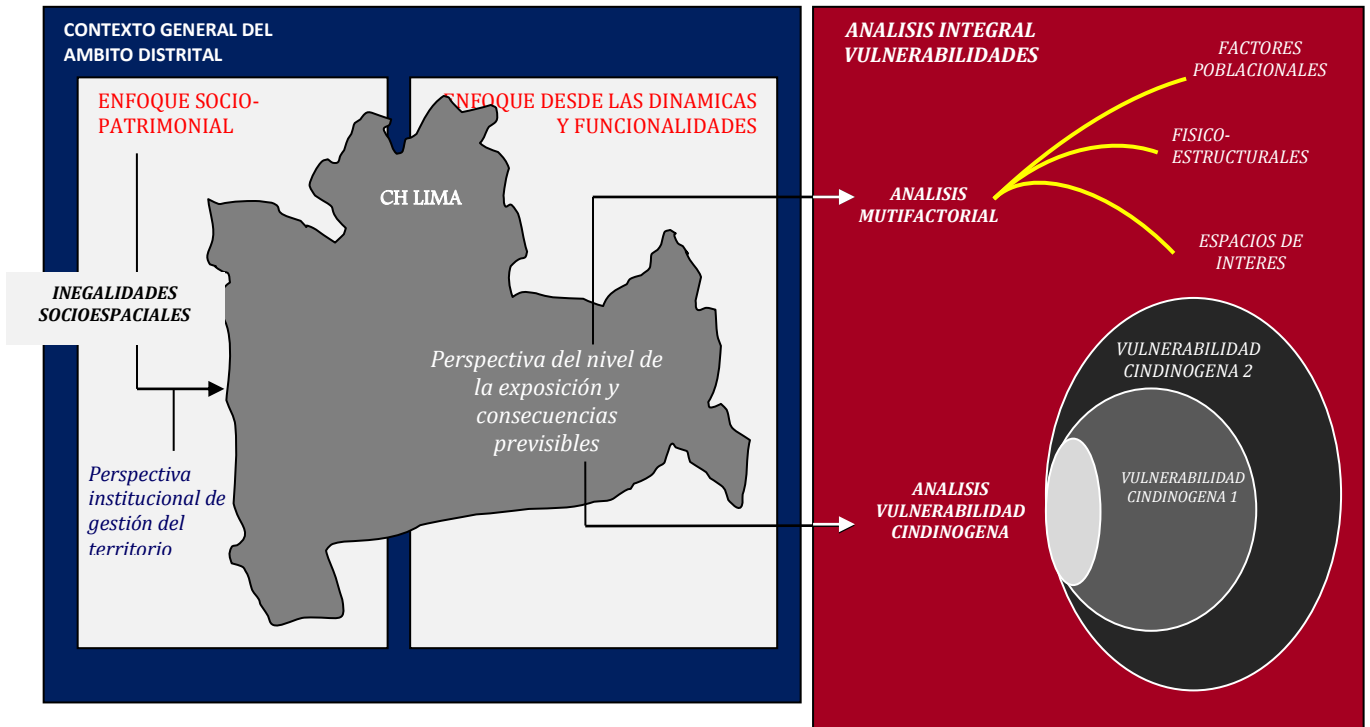 CONTEXTO GENERAL DEL
AMBITO DISTRITAL
ENFOQUE SOCIO-
PATRIMONIAL
ENFOQUE DESDE LAS DINAMICAS
Y FUNCIONALIDADES
CH LIMA
INEGALIDADES
SOCIOESPACIALES
Perspectiva
institucional de
gestión del
territorio
Perspectiva del nivel de
la exposición y
consecuencias
previsibles
ANALISIS INTEGRAL
VULNERABILIDADES
FACTORES
POBLACIONALES
FISICO-
ESTRUCTURALES
ANALISIS
MUTIFACTORIAL
ESPACIOS DE
INTERES
VULNERABILIDAD
CINDINOGENA 2
VULNERABILIDAD
CINDINOGENA 1
ANALISIS
VULNERABILIDAD
CINDINOGENA